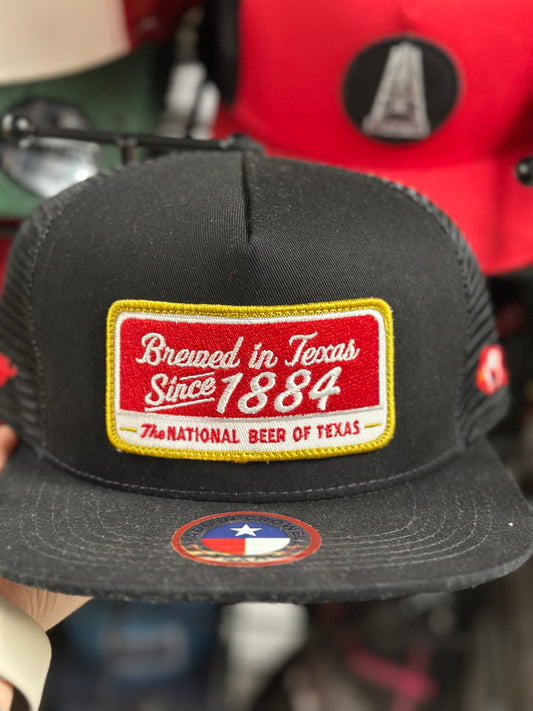 Brewed in Texas
Since 1884
The NATIONAL BEER OF TEXAS